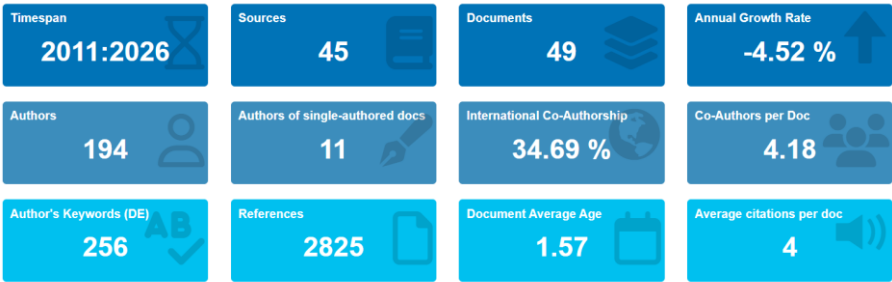 Timespan
2011:2026
Sources
45
Documents
49
Annual Growth Rate
-4.52 %
Authors
194
Authors of single-authored docs
11
International Co-Authorship
34.69 %
Co-Authors per Doc
4.18
Author's Keywords (DE)
256
AB
References
2825
Document Average Age
1.57
Average citations per doc
4